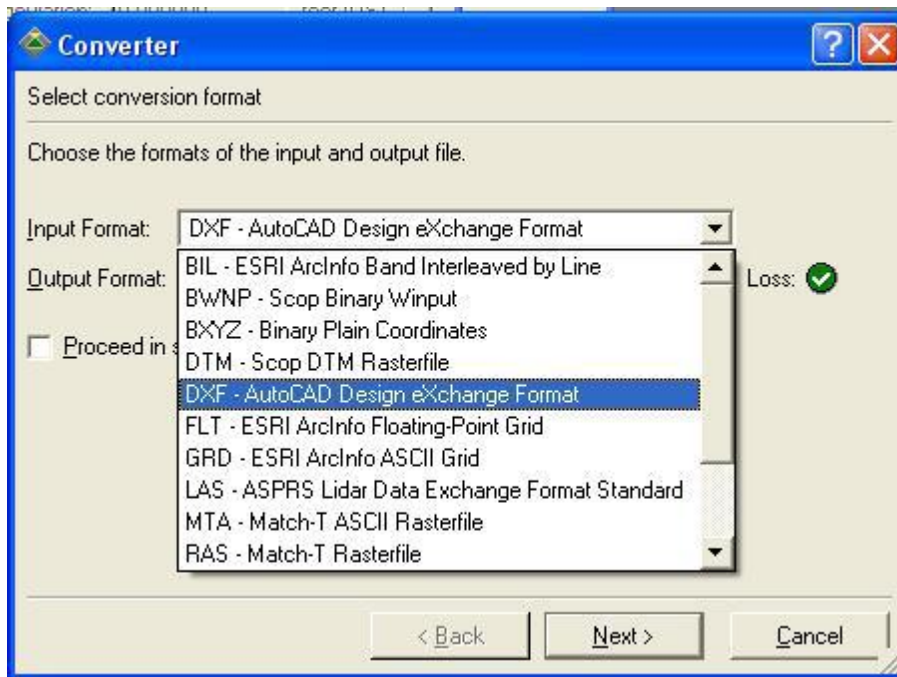 Converter
Select conversion format
Choose the formats of the input and output file.
Input Format: DXF - AutoCAD Design eXchange Format
Output Format:
BIL - ESRI ArcInfo Band Interleaved by Line
Loss:
BWNP - Scop Binary Winput
BXYZ - Binary Plain Coordinates
Proceed in s
DTM - Scop DTM Rasterfile
DXF - AutoCAD Design eXchange Format
FLT - ESRI ArcInfo Floating-Point Grid
GRD - ESRI ArcInfo ASCII Grid
LAS - ASPRS Lidar Data Exchange Format Standard
MTA - Match-T ASCII Rasterfile
RAS - Match-T Rasterfile
< Back Next > Cancel